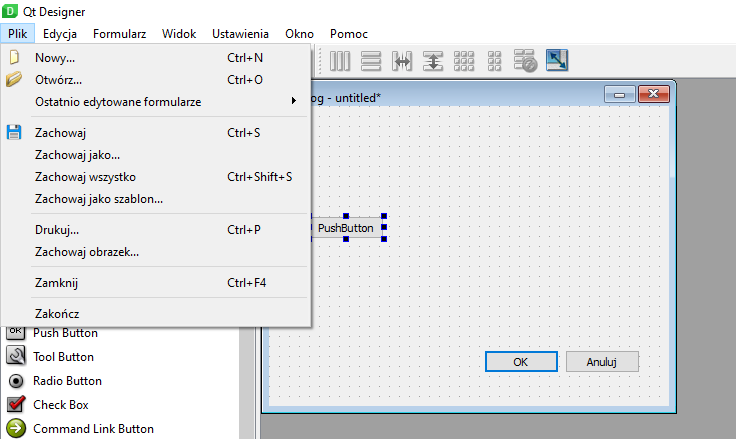 Qt Designer
Plik Edycja Formularz Widok Ustawienia Okno Pomoc
Nowy... Ctrl+N
Otwórz... Ctrl+O
Ostatnio edytowane formularze
og - untitled*
Zachowaj Ctrl+S
Zachowaj jako...
Zachowaj wszystko Ctrl+Shift+S
Zachowaj jako szablon...
Drukuj... Ctrl+P
PushButton
Zachowaj obrazek...
Zamknij Ctrl+F4
Zakończ
OK Push Button
Tool Button
OK Anuluj
Radio Button
Check Box
Command Link Button